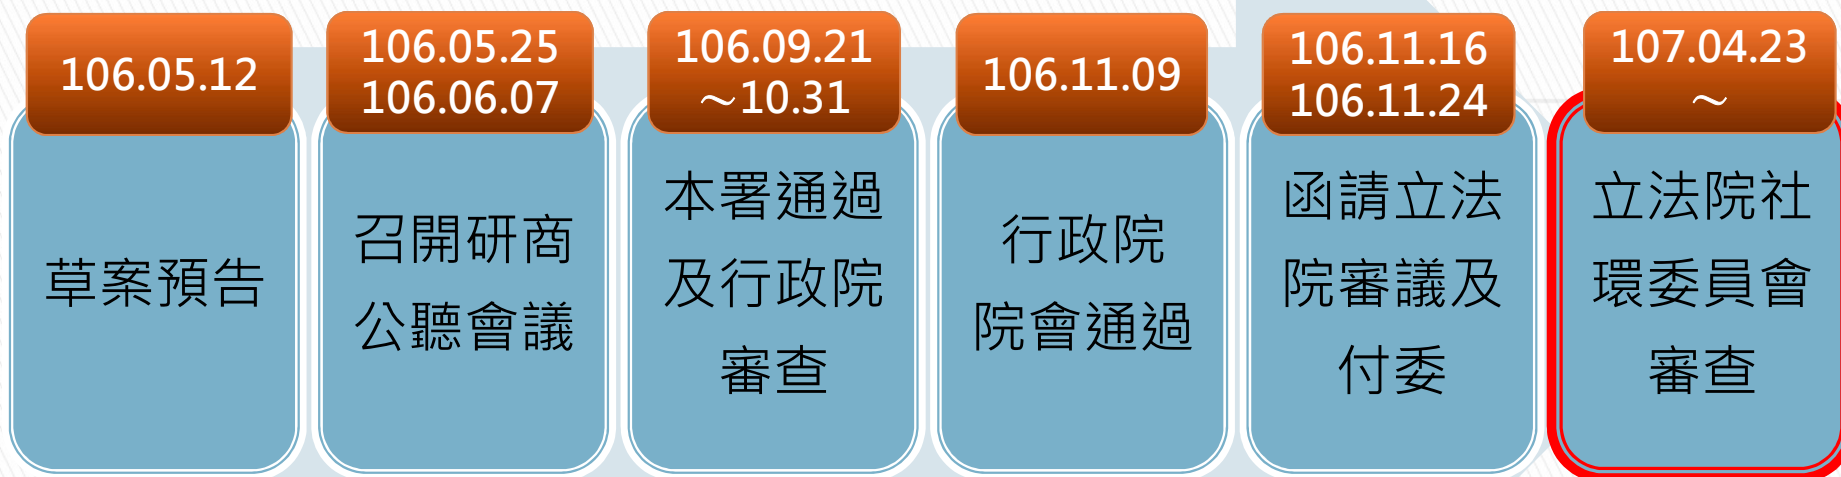 106.05.12
草案預告
106.05.25
106.06.07
召開研商
公聽會議
106.09.21
～10.31
本署通過
及行政院
審查
106.11.09
行政院
院會通過
106.11.16
106.11.24
函請立法
院審議及
付委
107.04.23
～
立法院社
環委員會
審查